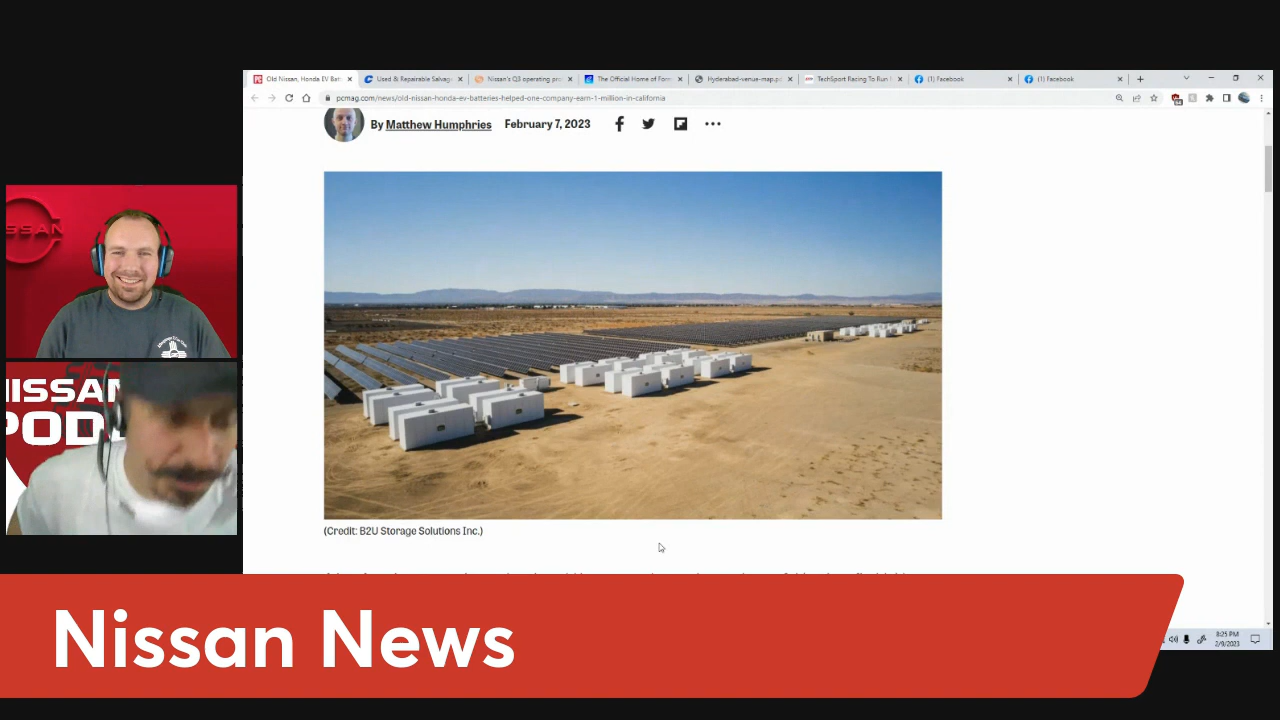 Old Nissan, Honda EV Batt
Used & Repairable Salvag
Nissan's Q3 operating pro
The Official Home of Form
Hyderabad-venue-map.p
TechSport Racing To Run
(1) Facebook
(1) Facebook
pcmag.com/news/old-nissan-honda-ev-batteries-helped-one-company-earn-1-million-in-california
By Matthew Humphries February 7, 2023
(Credit: B2U Storage Solutions Inc.)
SSAN
NISSAN
POD
Nissan News
8:25 PM
2/9/2023